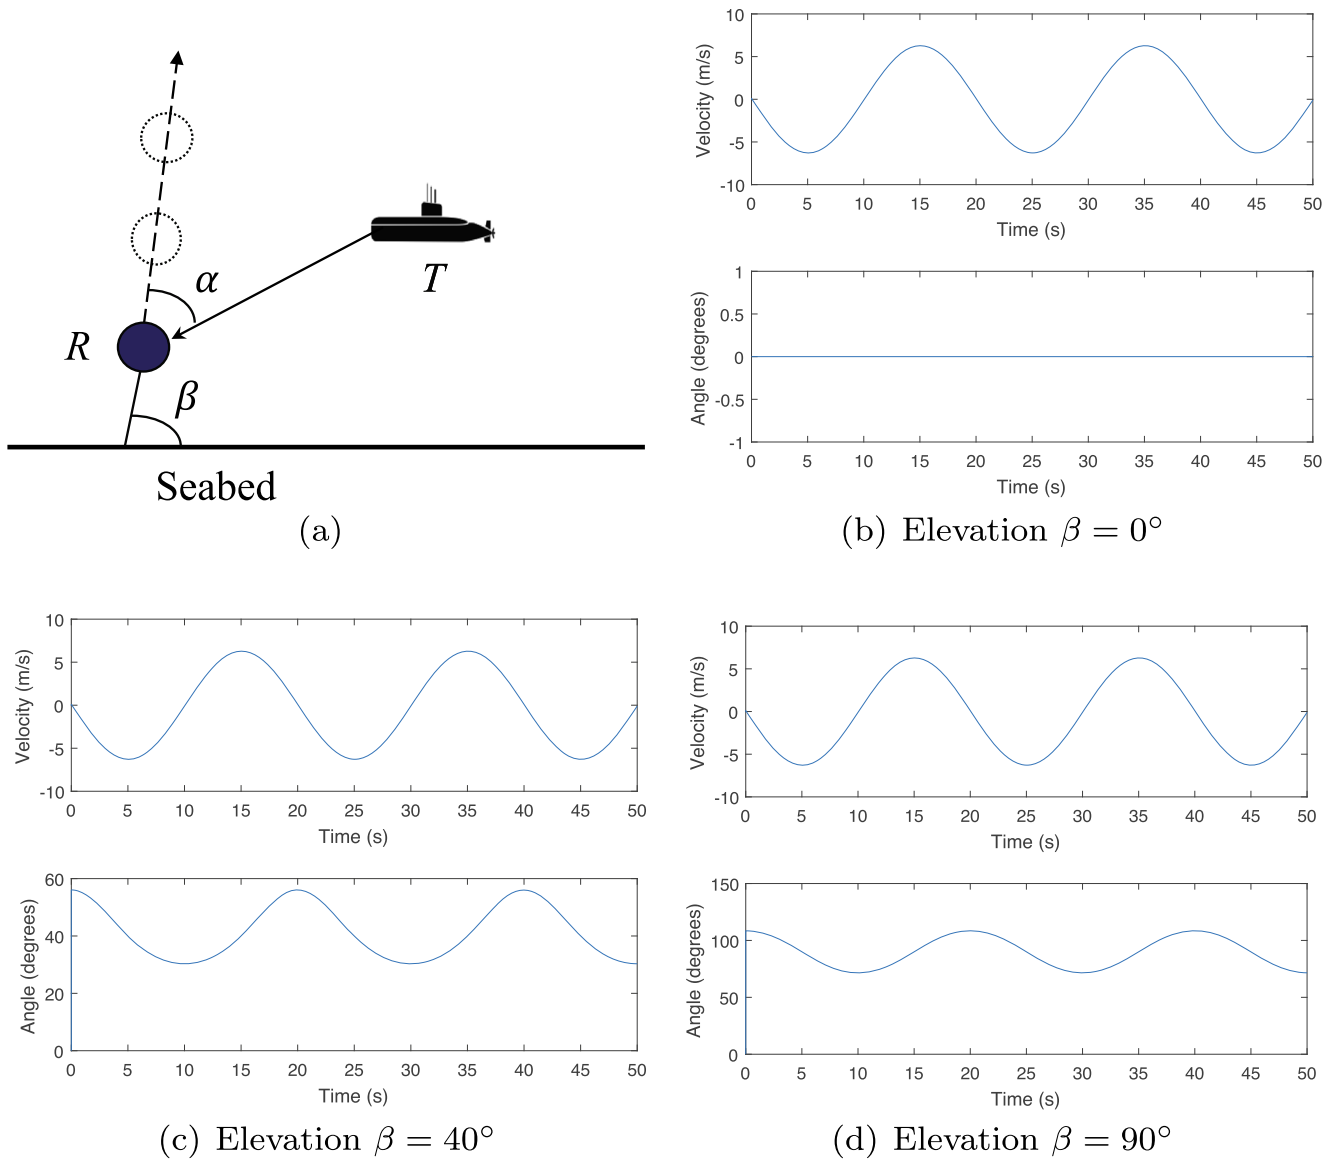 α
T
R
β
Seabed
(a)
10
5
0
-5
-10
Velocity (m/s)
0 5 10 15 20 25 30 35 40 45 50
Time (s)
1
0.5
0
-0.5
-1
Angle (degrees)
0 5 10 15 20 25 30 35 40 45 50
Time (s)
(b) Elevation β = 0°
10
5
0
-5
-10
Velocity (m/s)
0 5 10 15 20 25 30 35 40 45 50
Time (s)
60
40
20
0
Angle (degrees)
0 5 10 15 20 25 30 35 40 45 50
Time (s)
(c) Elevation β = 40°
10
5
0
-5
-10
Velocity (m/s)
0 5 10 15 20 25 30 35 40 45 50
Time (s)
150
100
50
0
Angle (degrees)
0 5 10 15 20 25 30 35 40 45 50
Time (s)
(d) Elevation β = 90°